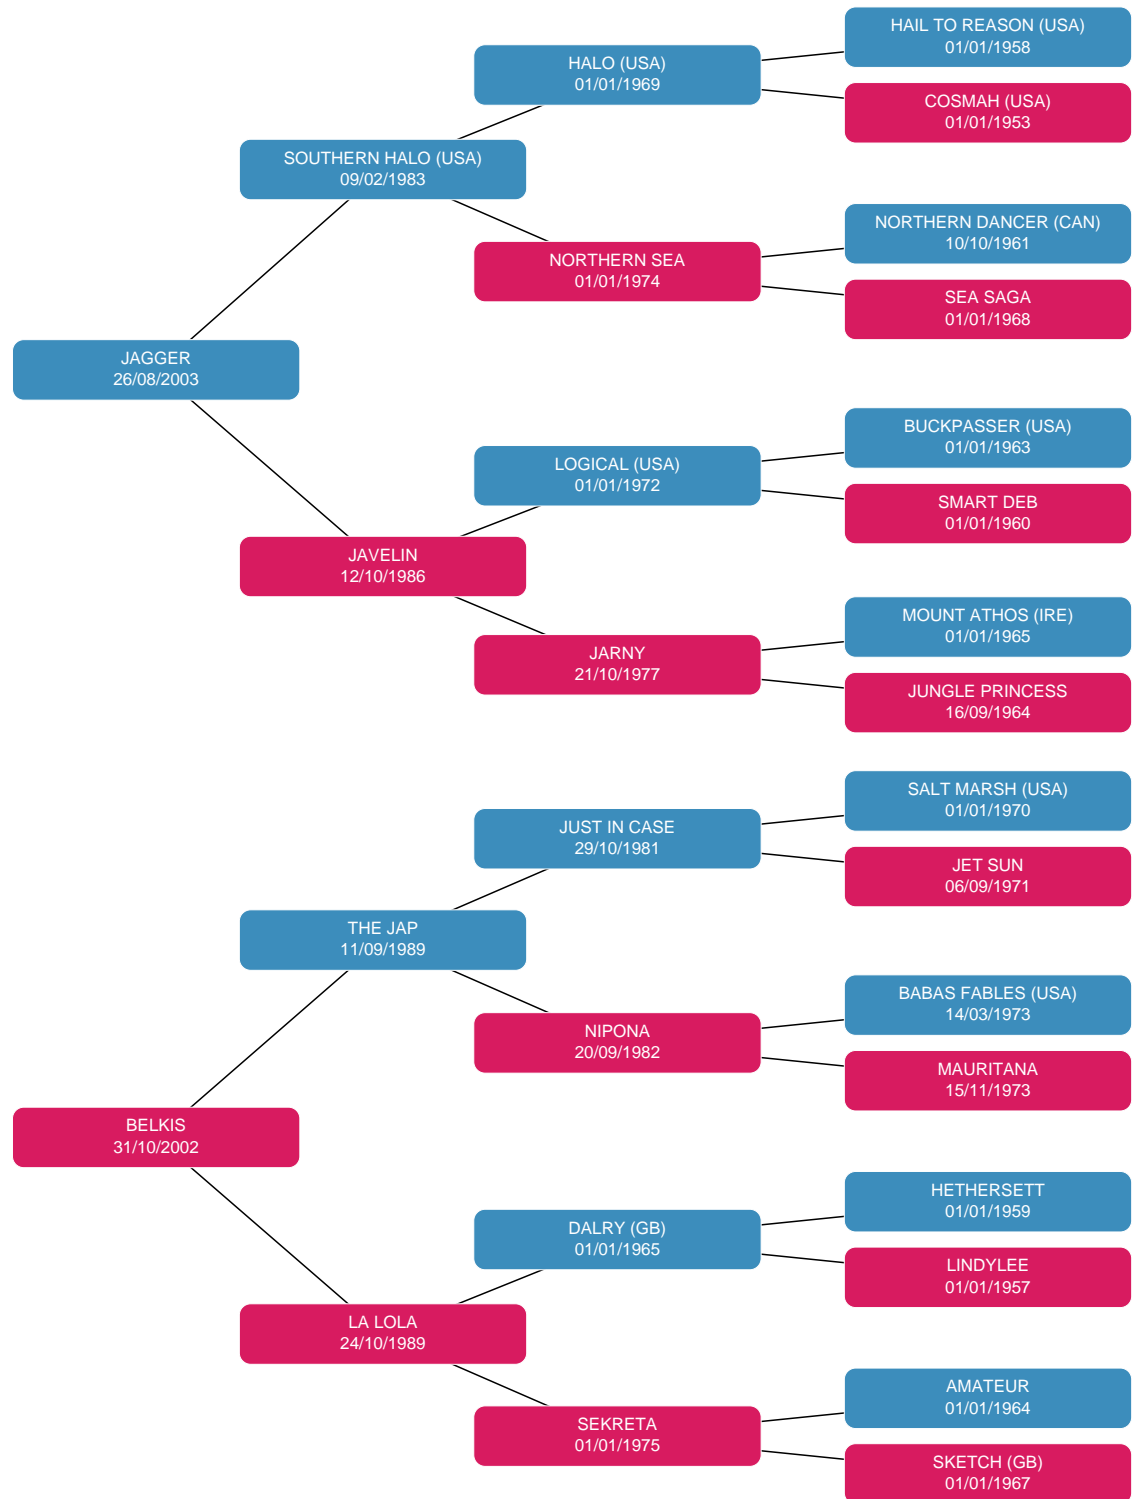 HAIL TO REASON (USA)
01/01/1958
HALO (USA)
01/01/1969
COSMAH (USA)
01/01/1953
SOUTHERN HALO (USA)
09/02/1983
NORTHERN DANCER (CAN)
10/10/1961
NORTHERN SEA
01/01/1974
SEA SAGA
01/01/1968
JAGGER
26/08/2003
BUCKPASSER (USA)
01/01/1963
LOGICAL (USA)
01/01/1972
SMART DEB
01/01/1960
JAVELIN
12/10/1986
MOUNT ATHOS (IRE)
01/01/1965
JARNY
21/10/1977
JUNGLE PRINCESS
16/09/1964
SALT MARSH (USA)
01/01/1970
JUST IN CASE
29/10/1981
JET SUN
06/09/1971
THE JAP
11/09/1989
BABAS FABLES (USA)
14/03/1973
NIPONA
20/09/1982
MAURITANA
15/11/1973
BELKIS
31/10/2002
HETHERSETT
01/01/1959
DALRY (GB)
01/01/1965
LINDYLEE
01/01/1957
LA LOLA
24/10/1989
AMATEUR
01/01/1964
SEKRETA
01/01/1975
SKETCH (GB)
01/01/1967